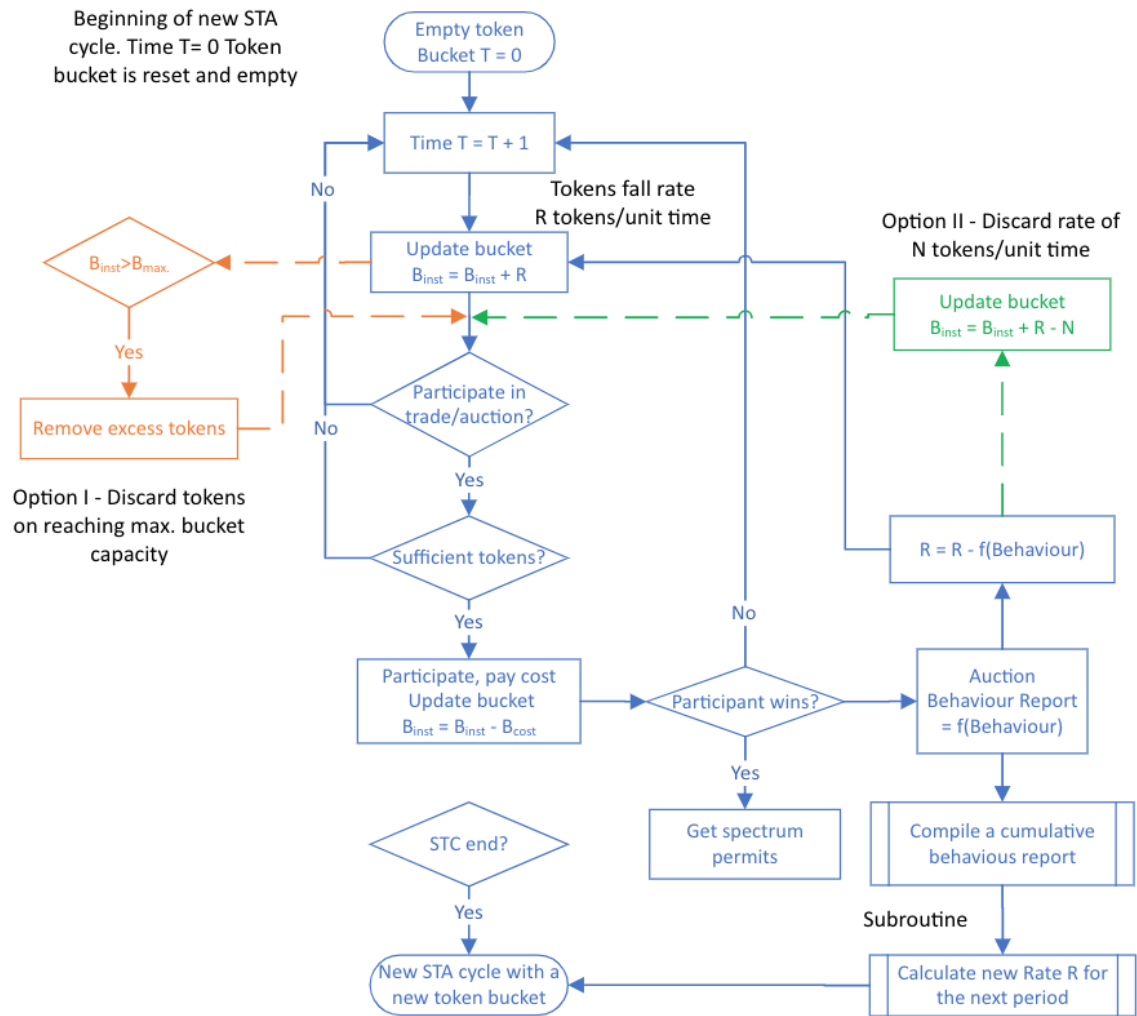 Beginning of new STA
cycle. Time T= 0 Token
bucket is reset and empty
Empty token
Bucket T = 0
Time T = T + 1
No
Tokens fall rate
R tokens/unit time
Option II - Discard rate of
N tokens/unit time
Binst>Bmax.
Update bucket
Binst = Binst + R
Update bucket
Binst = Binst + R - N
Yes
Participate in
trade/auction?
Remove excess tokens
No
Option I - Discard tokens
on reaching max. bucket
capacity
Yes
Sufficient tokens?
R = R - f(Behaviour)
Yes
No
Participate, pay cost
Update bucket
Binst = Binst - Bcost
Participant wins?
Auction
Behaviour Report
= f(Behaviour)
Yes
STC end?
Get spectrum
permits
Compile a cumulative
behavious report
Yes
Subroutine
New STA cycle with a
new token bucket
Calculate new Rate R for
the next period